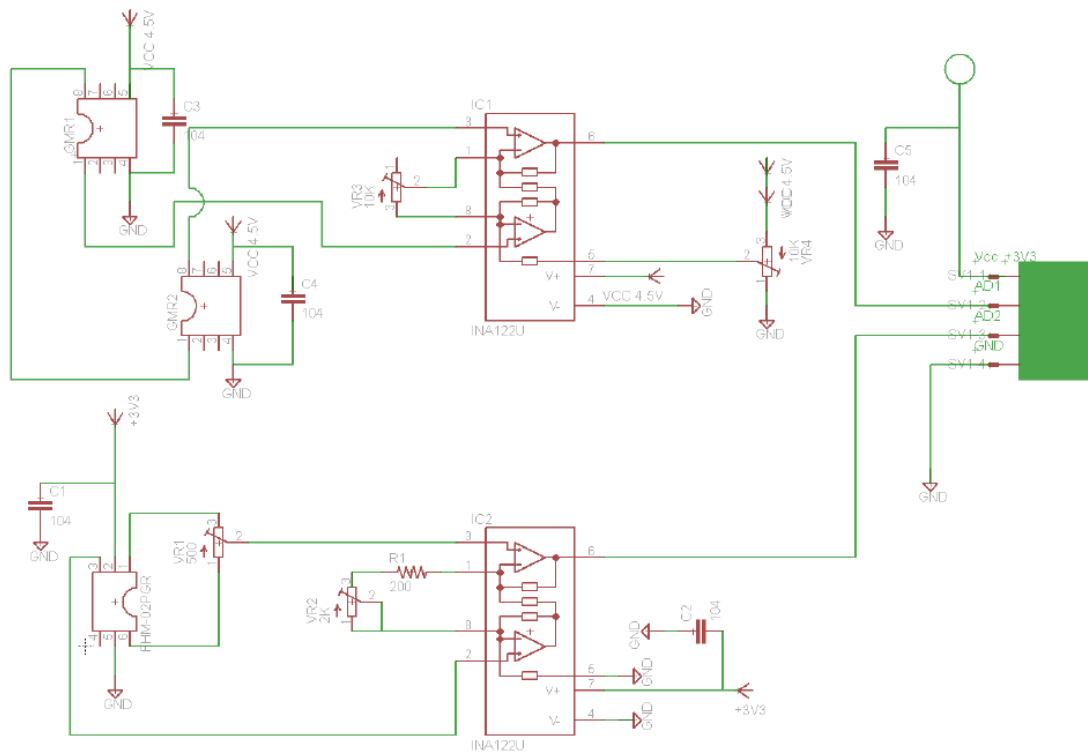 VCC 4.5V
8
7
6
5
GMR1
1
2
3
4
C3
104
GND
VCC 4.5V
8
7
6
5
GMR2
1
2
3
4
C4
104
GND
IC1
3
1
8
2
6
5
7
4
V+
V-
INA122U
1
2
3
VR3
10K
VCC 4.5V
GND
VCC4.5V
3
2
1
10K
VR4
GND
C5
104
GND
Vcc +3V3
SV1-1
AD1
SV1-2
AD2
SV1-3
GND
SV1-4
GND
+3V3
C1
104
GND
3
2
1
4
5
6
HHM-02PGR
GND
3
2
1
VR1
500
R1
200
3
2
1
VR2
2K
IC2
3
1
8
2
6
5
7
4
V+
V-
INA122U
GND
C2
104
GND
+3V3
GND